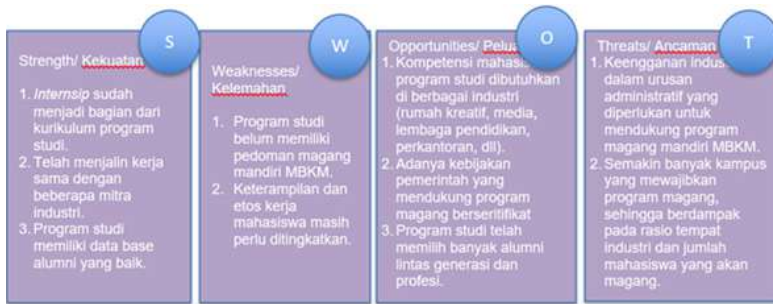 S
Strength/ Kekuatan
1. Internsip sudah
menjadi bagian dari
kurikulum program
studi.
2. Telah menjalin kerja
sama dengan
beberapa mitra
industri.
3. Program studi
memiliki data base
alumni yang baik.
W
Weaknesses/
Kelemahan
1. Program studi
belum memiliki
pedoman magang
mandiri MBKM.
2. Keterampilan dan
etos kerja
mahasiswa masih
perlu ditingkatkan.
O
Opportunities/
1. Kompetensi
program studi dibutuhkan
di berbagai industri
(rumah kreatif, media,
lembaga pendidikan,
perkantoran, dll).
2. Adanya kebijakan
pemerintah yang
mendukung program
magang berseritifikat
3. Program studi telah
memilih banyak alumni
lintas generasi dan
profesi.
T
Threats/ Ancaman
1. Keengganan
dalam urusan
administratif yang
diperlukan untuk
mendukung program
magang mandiri MBKM.
2. Semakin banyak kampus
yang mewajibkan
program magang,
sehingga berdampak
pada rasio tempat
industri dan jumlah
mahasiswa yang akan
magang.